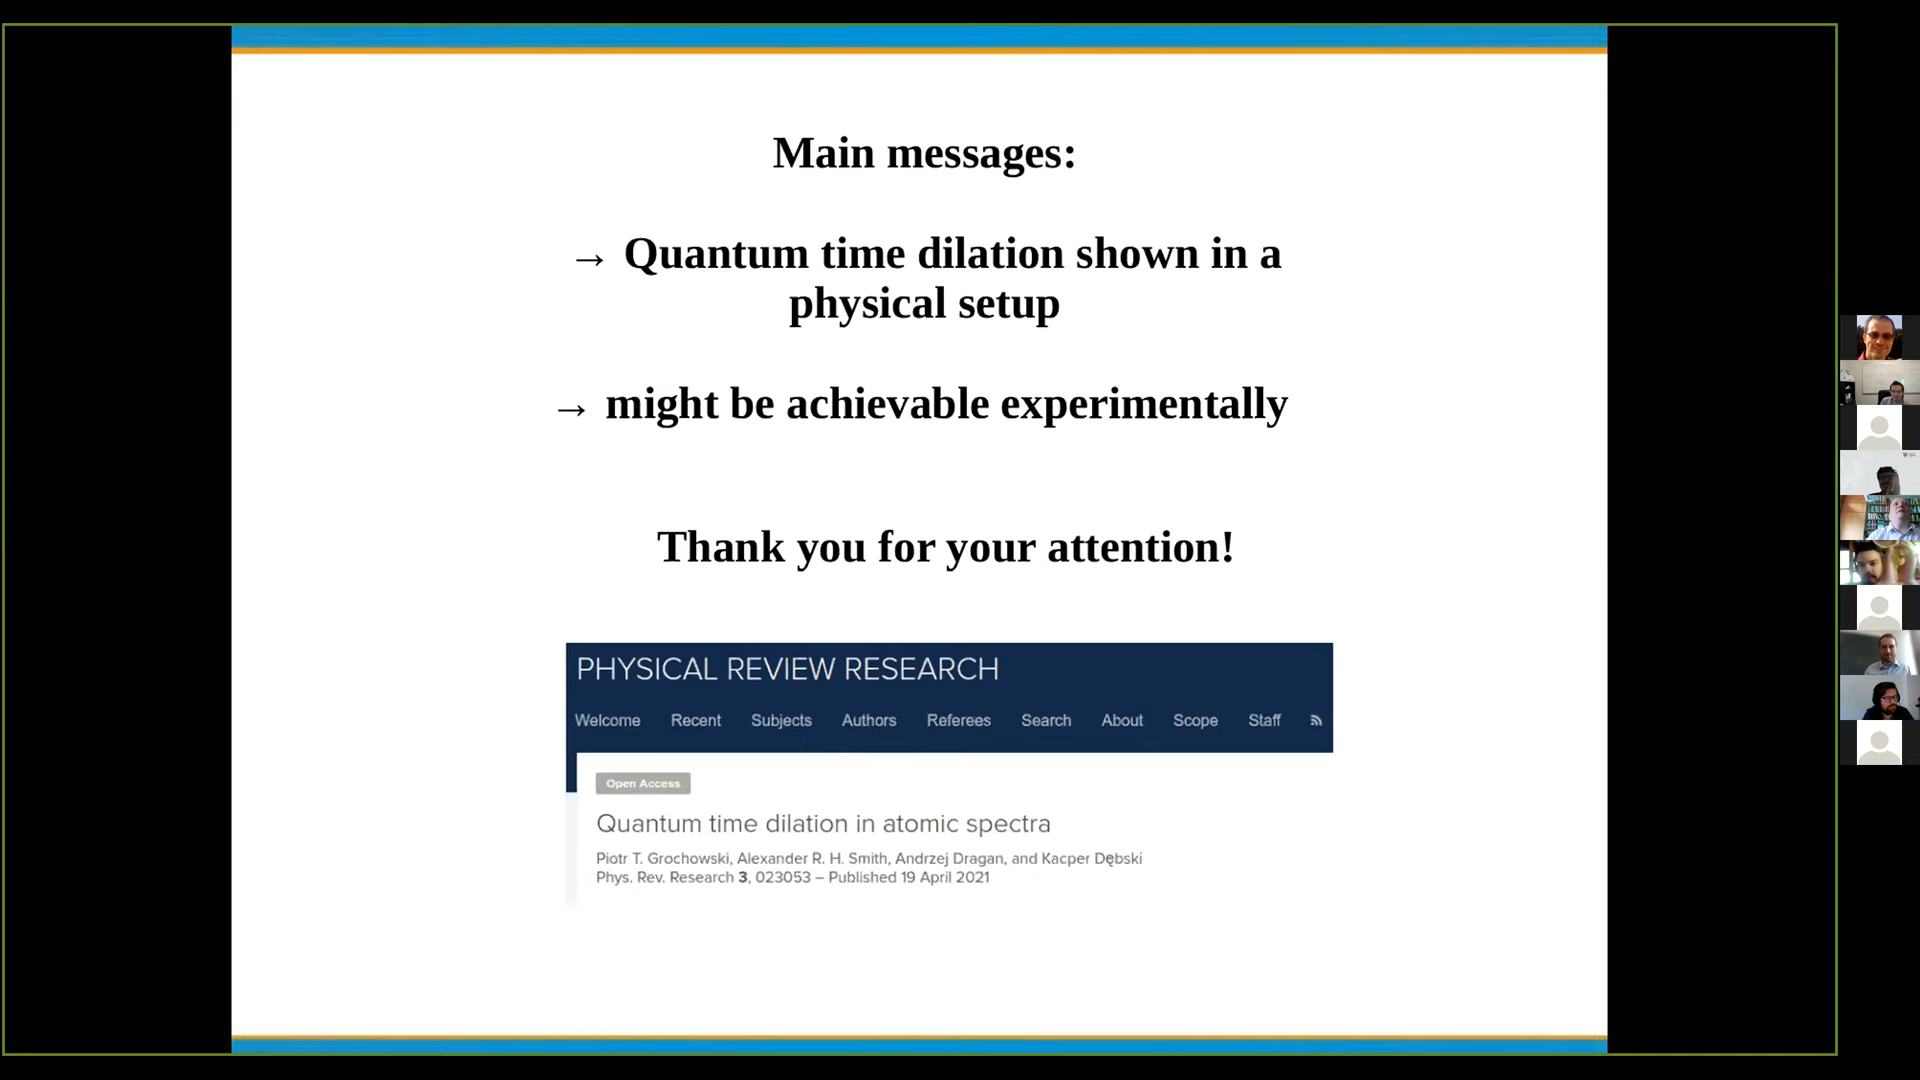 Main messages:
→ Quantum time dilation shown in a
physical setup
→ might be achievable experimentally
Thank you for your attention!
PHYSICAL REVIEW RESEARCH
Welcome Recent Subjects Authors Referees Search About Scope Staff
Open Access
Quantum time dilation in atomic spectra
Piotr T. Grochowski, Alexander R. H. Smith, Andrzej Dragan, and Kacper Dębski
Phys. Rev. Research 3, 023053 – Published 19 April 2021